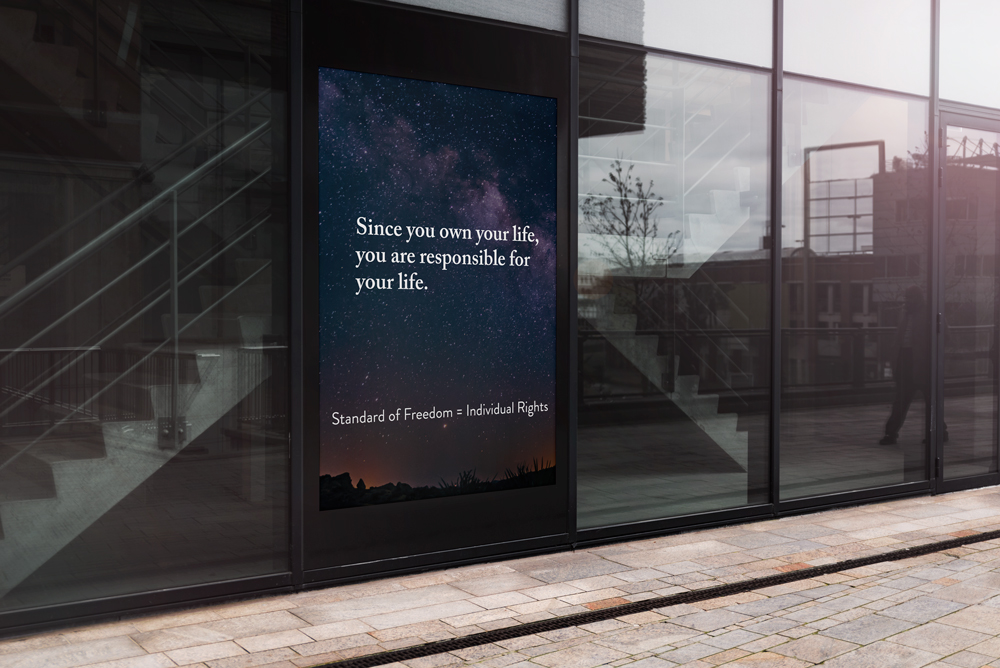 Since you own your life,
you are responsible for
your life.
Standard of Freedom = Individual Rights